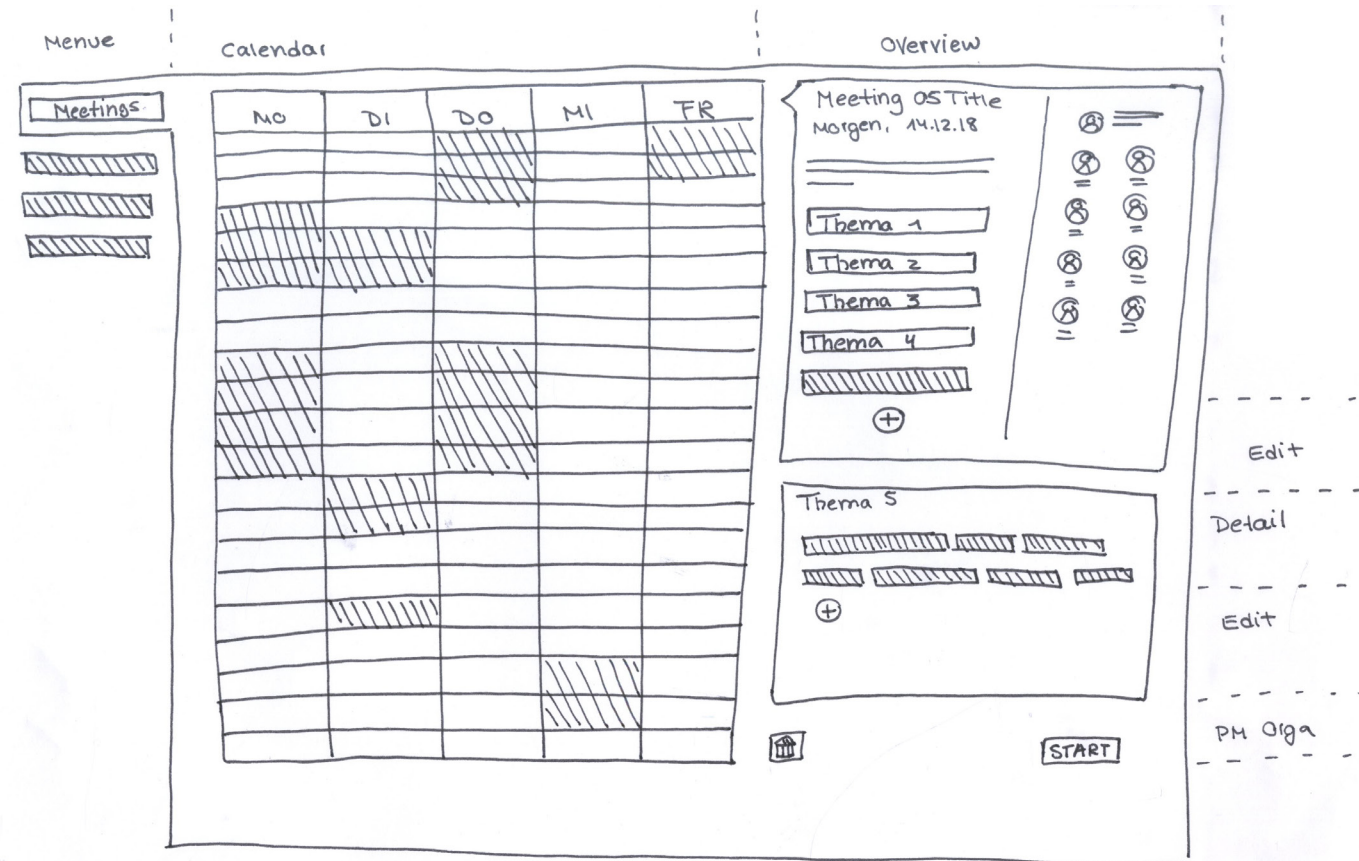 Menue
Calendar
Overview
Meetings
MO DI DO MI FR
Meeting 05 Title
Morgen, 14.12.18
Thema 1
Thema 2
Thema 3
Thema 4
Edit
Thema 5
Detail
Edit
PM Orga
START